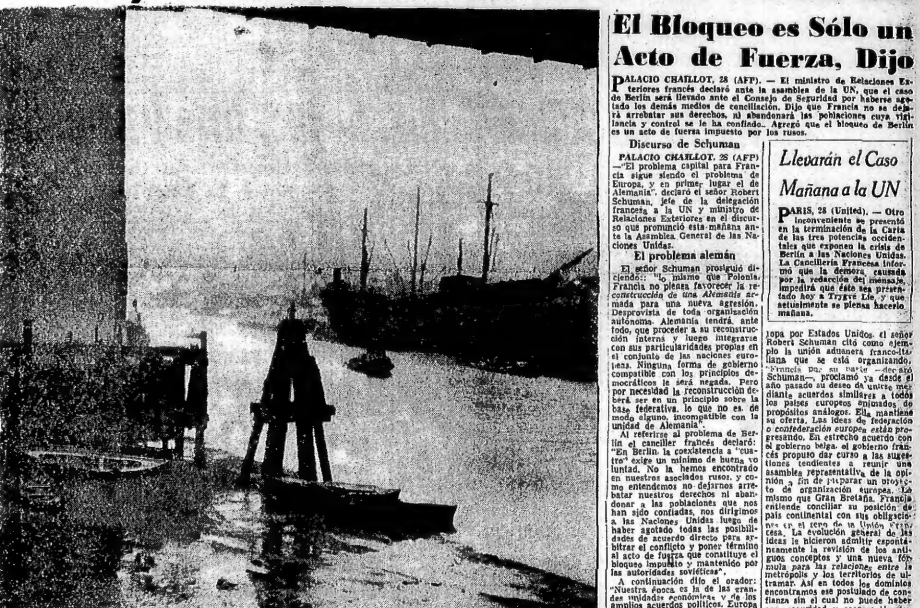 El Bloqueo es Sólo un
Acto de Fuerza, Dijo
PALACIO CHAILLOT, 28 (AFP). — El ministro de Relaciones Ex-
teriores francés declaró ante la asamblea de la UN, que el caso
de Berlín será llevado ante el Consejo de Seguridad por haberse ago-
tado los demás medios de conciliación. Dijo que Francia no se deja-
rá arrebatar sus derechos, ni abandonará las poblaciones cuya vigi-
lancia y control se le ha confiado. Agregó que el bloqueo de Berlín
es un acto de fuerza impuesto por los rusos.
Discurso de Schuman
PALACIO CHAILLOT, 28 (AFP)
—"El problema capital para Fran-
cia sigue siendo el problema de
Europa, y en primer lugar el de
Alemania", declaró el señor Robert
Schuman, jefe de la delegación
francesa a la UN y ministro de
Relaciones Exteriores en el discur-
so que pronunció esta mañana an-
te la Asamblea General de las Na-
ciones Unidas.
El problema alemán
El señor Schuman prosiguió di-
ciendo: "lo mismo que Polonia,
Francia no piensa favorecer la re-
construcción de una Alemania ar-
mada para una nueva agresión.
Desprovista de toda organización
autónoma. Alemania tendrá, ante
todo, que proceder a su reconstruc-
ción interna y luego integrarse
con sus particularidades propias en
el conjunto de las naciones euro-
peas. Ninguna forma de gobierno
compatible con los principios de-
mocráticos le será negada. Pero
por necesidad la reconstrucción de-
berá ser en un principio sobre la
base federativa, lo que no es, de
modo alguno, incompatible con la
unidad de Alemania".
Al referirse al problema de Ber-
lín el canciller francés declaró:
"En Berlín, la coexistencia a "cua-
tro" exige un mínimo de buena vo
luntad. No la hemos encontrado
en nuestros asociados rusos, y co-
mo entendemos no dejarnos arre-
batar nuestros derechos ni aban-
donar a las poblaciones que nos
han sido confiadas, nos dirigimos
a las Naciones Unidas luego de
haber agotado todas las posibili-
dades de acuerdo directo para ar-
bitrar el conflicto y poner término
al acto de fuerza que constituye el
bloqueo impuesto y mantenido por
las autoridades soviéticas".
A continuación dijo el orador:
"Nuestra época es la de las gran-
des unidades económicas y de los
amplios acuerdos políticos. Europa
Llevarán el Caso
Mañana a la UN
PARIS, 28 (United). — Otro
inconveniente se presentó
en la terminación de la Carta
de las tres potencias occiden-
tales que exponen la crisis de
Berlín a las Naciones Unidas.
La Cancillería Francesa infor-
mó que la demora, causada
por la redacción del mensaje,
impedirá que éste sea presen-
tado hoy a Trygve Lie, y que
actualmente se piensa hacerlo
mañana.
ropa por Estados Unidos, el señor
Robert Schuman citó como ejem-
plo la unión aduanera franco-ita-
liana que se está organizando.
"Francia por su parte —declaró
Schuman—, proclamó ya desde el
año pasado su deseo de unirse me-
diante acuerdos similares a todos
los países europeos animados de
propósitos análogos. Ella mantiene
su oferta. Las ideas de federación
o confederación europea están pro-
gresando. En estrecho acuerdo con
el gobierno belga, el gobierno fran-
cés propuso dar curso a las suges-
tiones tendientes a reunir una
asamblea representativa de la opi-
nión a fin de preparar un proyec-
to de organización europea. Lo
mismo que Gran Bretaña, Francia
entiende conciliar su posición de
país continental con sus obligacio-
nes en el seno de la Unión Fran-
cesa. La evolución general de las
ideas le hicieron admitir espontá-
neamente la revisión de los anti-
guos conceptos y una nueva fór-
mula para las relaciones entre la
metrópolis y los territorios de ul-
tramar. Así en todos los dominios
encontramos ese postulado de con-
fianza sin el cual no puede haber